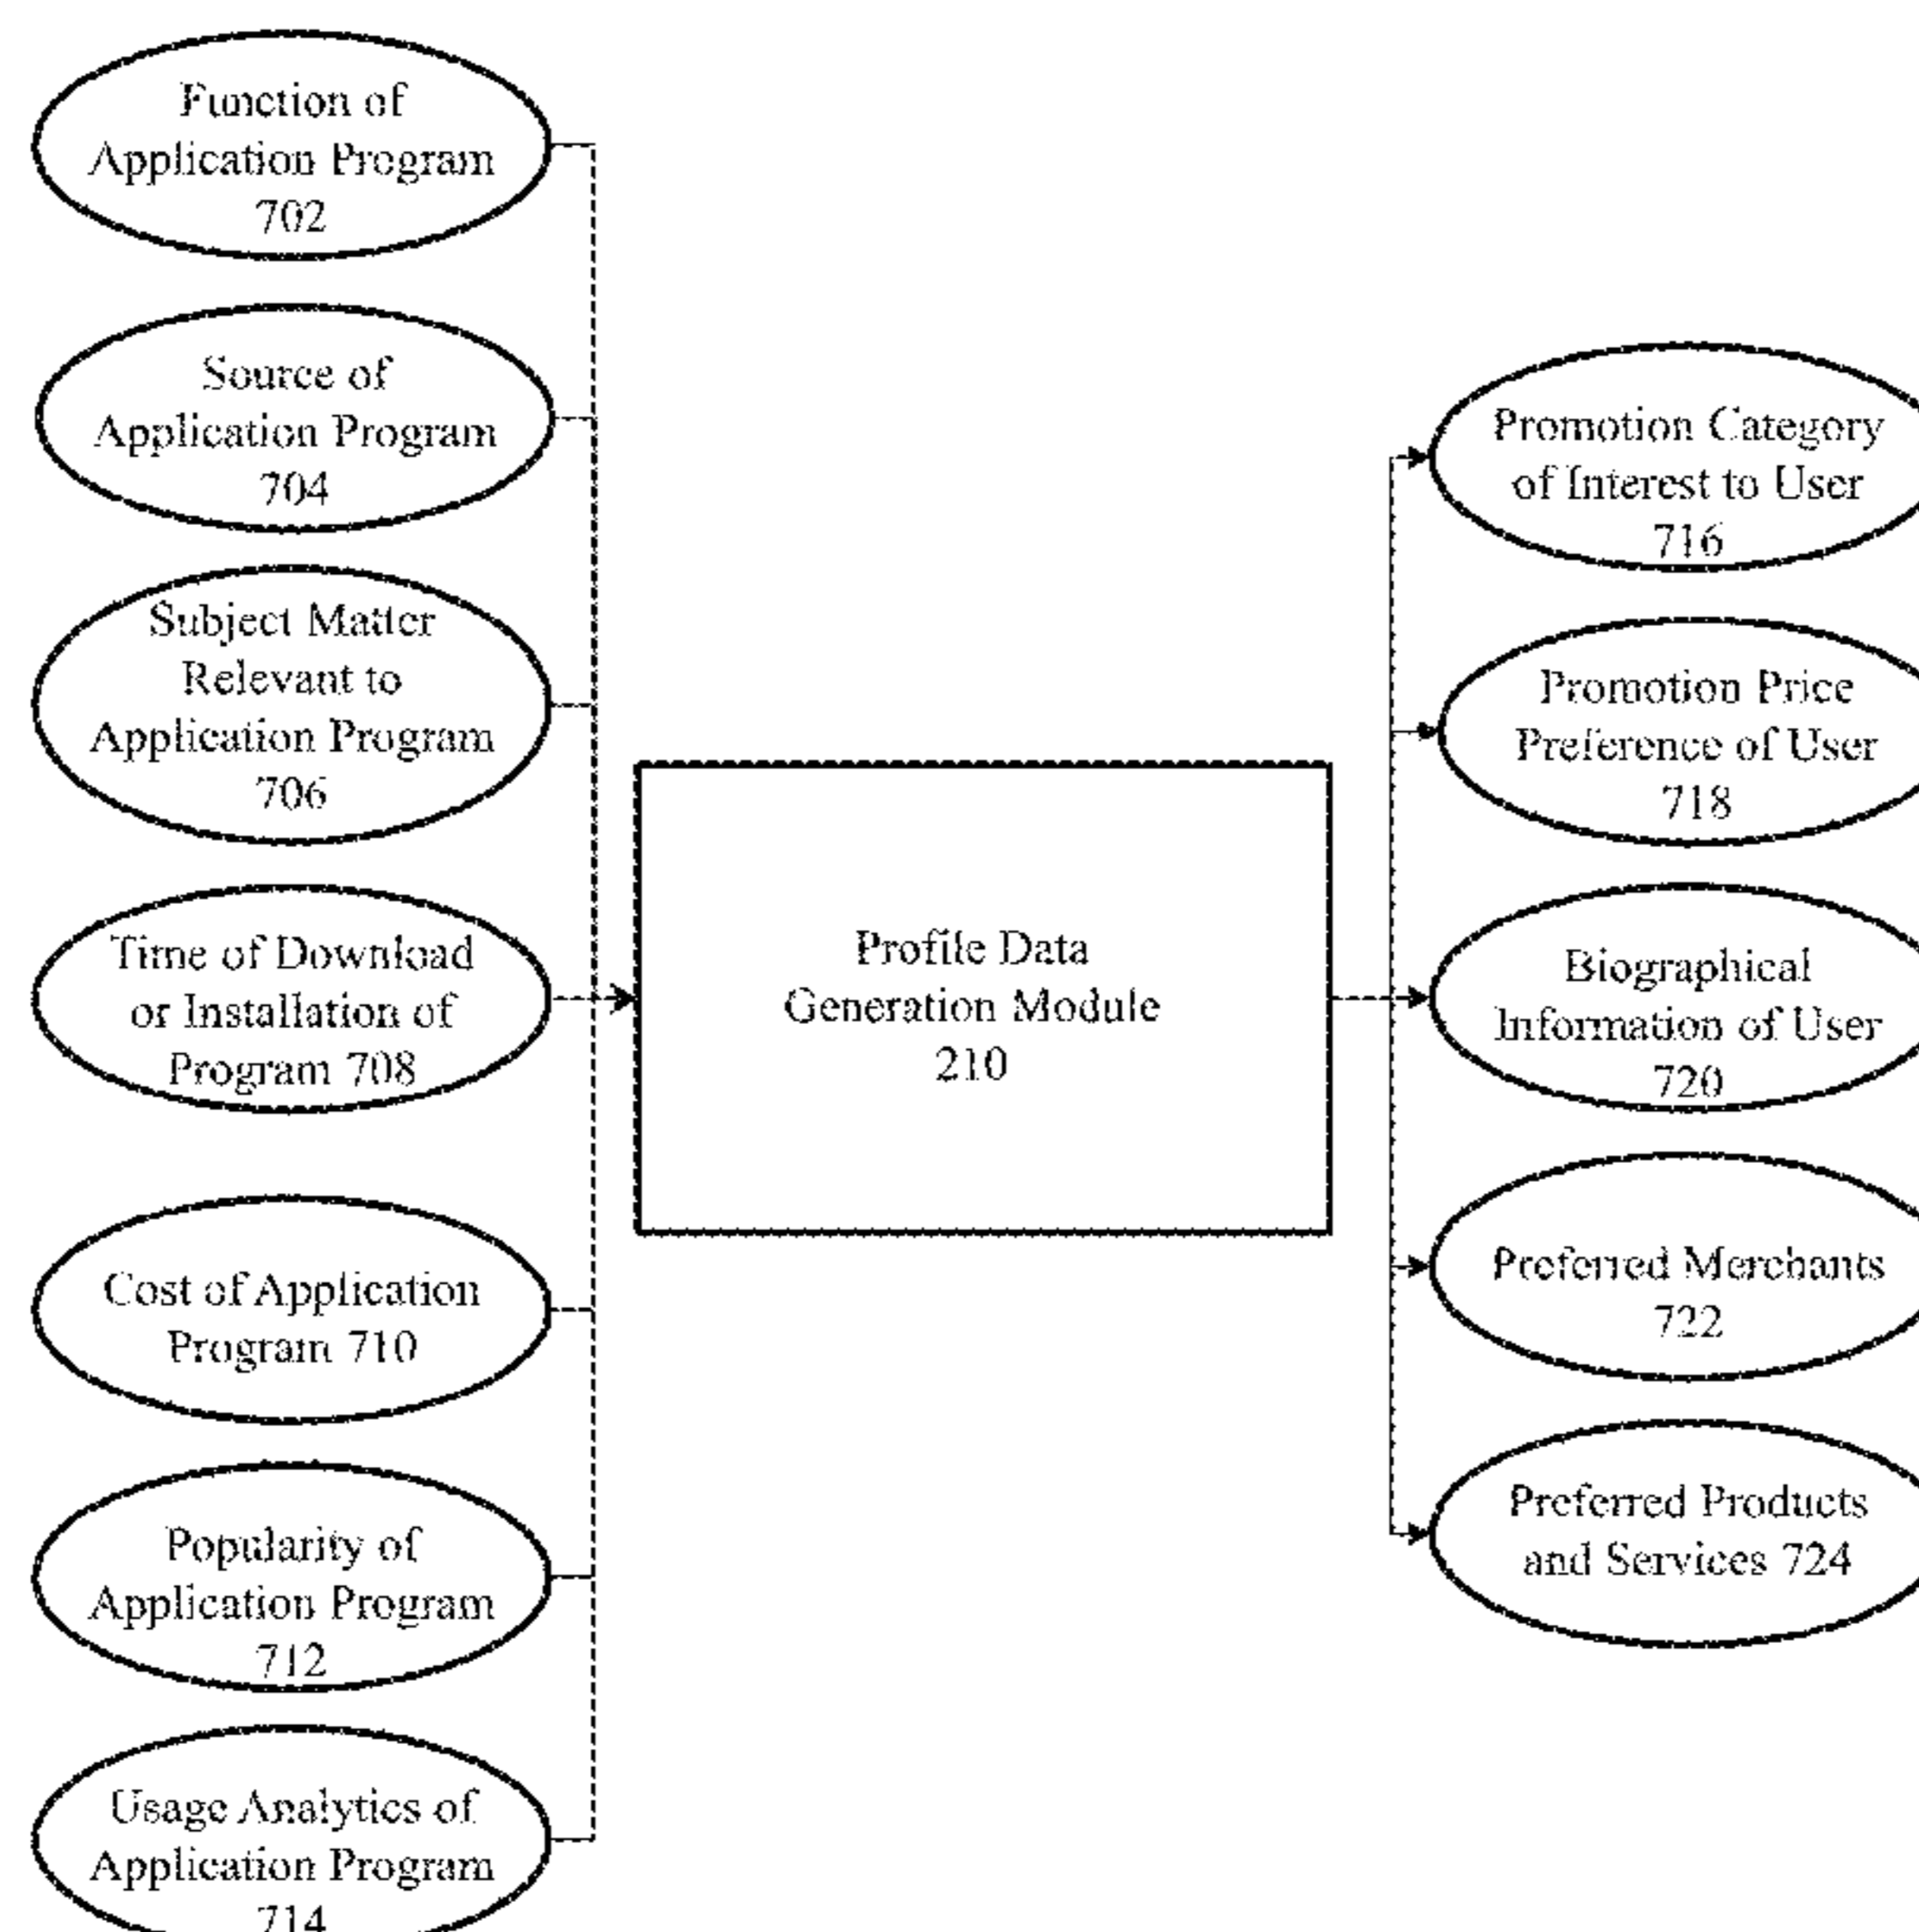 Function of
Application Program
702
Source of
Application Program
704
Subject Matter
Relevant to
Application Program
706
Time of Download
or Installation of
Program 708
Cost of Application
Program 710
Popularity of
Application Program
712
Usage Analytics of
Application Program
714
Profile Data
Generation Module
210
Promotion Category
of Interest to User
716
Promotion Price
Preference of User
718
Biographical
Information of User
720
Preferred Merchants
722
Preferred Products
and Services 724